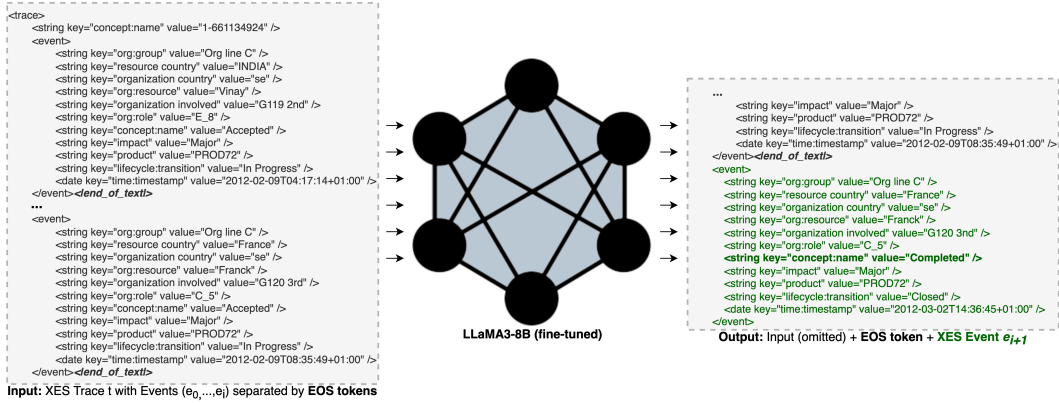 <trace>
<string key="concept:name" value="1-661134924" />
<event>
<string key="org:group" value="Org line C" />
<string key="resource country" value="INDIA" />
<string key="organization country" value="se" />
<string key="org:resource" value="Vinay" />
<string key="organization involved" value="G119 2nd" />
<string key="org:role" value="E_8" />
<string key="concept:name" value="Accepted" />
<string key="impact" value="Major" />
<string key="product" value="PROD72" />
<string key="lifecycle:transition" value="In Progress" />
<date key="time:timestamp" value="2012-02-09T04:17:14+01:00" />
</event><|end_of_text|>
...
<event>
<string key="org:group" value="Org line C" />
<string key="resource country" value="France" />
<string key="organization country" value="se" />
<string key="org:resource" value="Franck" />
<string key="organization involved" value="G120 3rd" />
<string key="org:role" value="C_5" />
<string key="concept:name" value="Accepted" />
<string key="impact" value="Major" />
<string key="product" value="PROD72" />
<string key="lifecycle:transition" value="In Progress" />
<date key="time:timestamp" value="2012-02-09T08:35:49+01:00" />
</event><|end_of_text|>
Input: XES Trace t with Events (e0,...,ei) separated by EOS tokens
LLaMA3-8B (fine-tuned)
...
<string key="impact" value="Major" />
<string key="product" value="PROD72" />
<string key="lifecycle:transition" value="In Progress" />
<date key="time:timestamp" value="2012-02-09T08:35:49+01:00" />
</event><|end_of_text|>
<event>
<string key="org:group" value="Org line C" />
<string key="resource country" value="France" />
<string key="organization country" value="se" />
<string key="org:resource" value="Franck" />
<string key="organization involved" value="G120 3nd" />
<string key="org:role" value="C_5" />
<string key="concept:name" value="Completed" />
<string key="impact" value="Major" />
<string key="product" value="PROD72" />
<string key="lifecycle:transition" value="Closed" />
<date key="time:timestamp" value="2012-03-02T14:36:45+01:00" />
</event>
Output: Input (omitted) + EOS token + XES Event ei+1